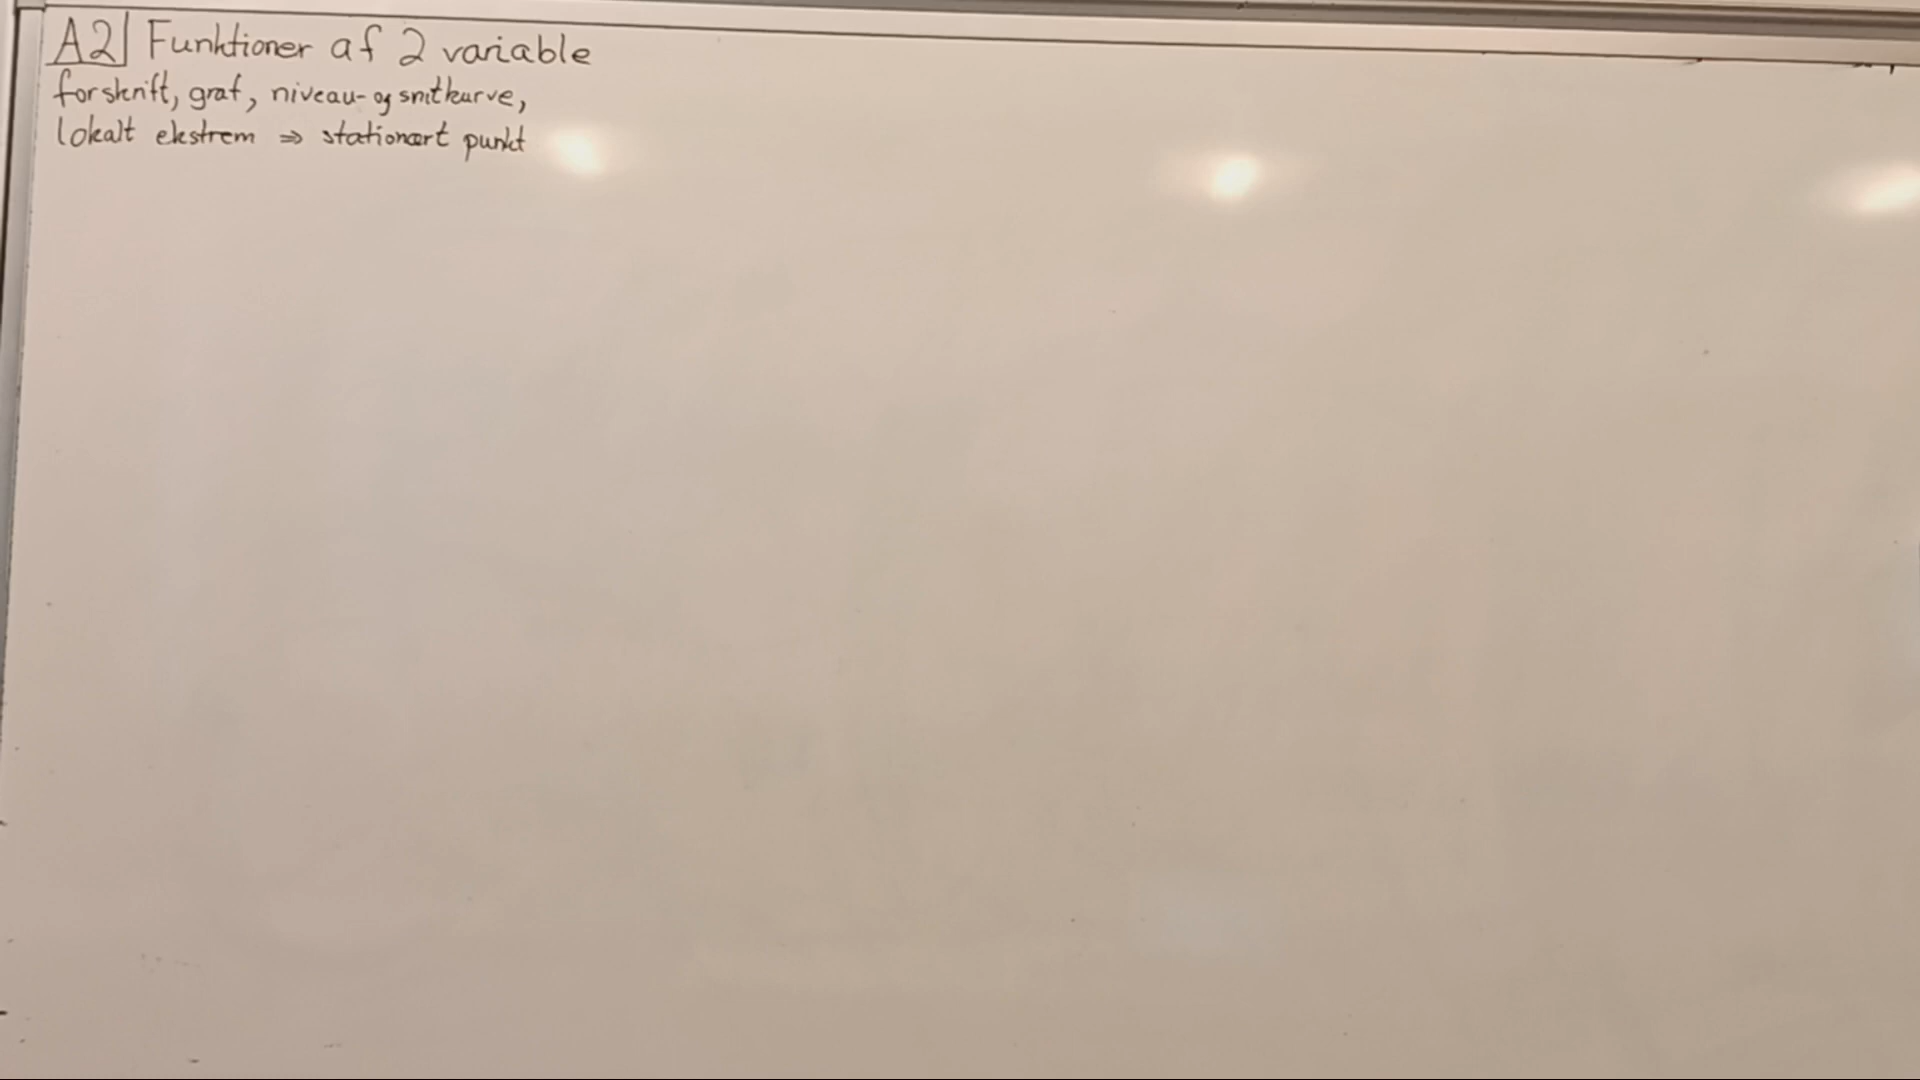 A2| Funktioner af 2 variable
forskrift, graf, niveau- og snitkurve,
lokalt ekstrem ⇒ stationært punkt